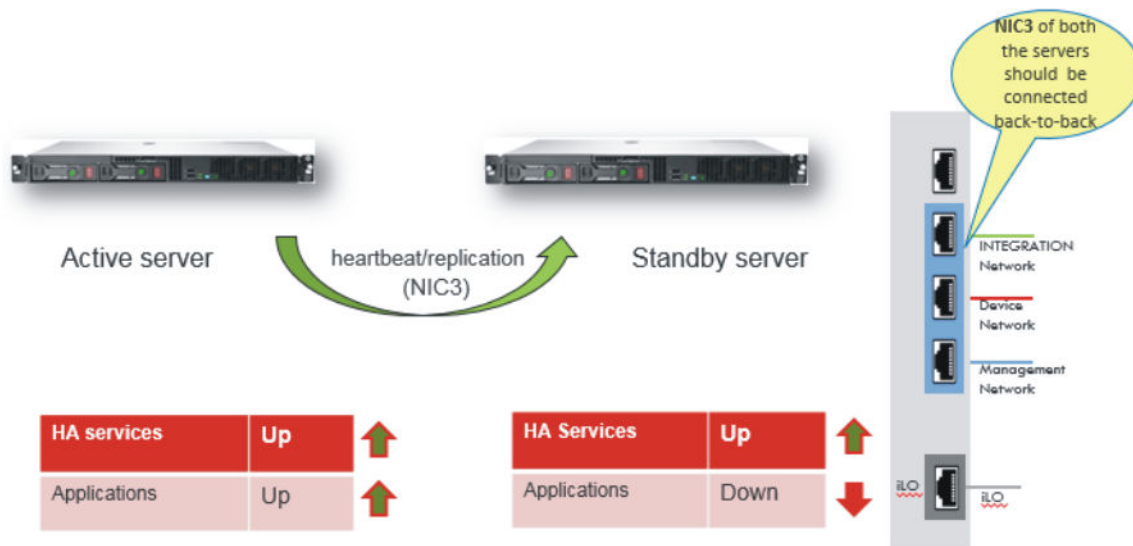 NIC3 of both
the servers
should be
connected
back-to-back
Active server
heartbeat/replication
(NIC3)
Standby server
INTEGRATION
Network
Device
Network
Management
Network
HA services Up
Applications Up
HA Services Up
Applications Down
iLO
iLO